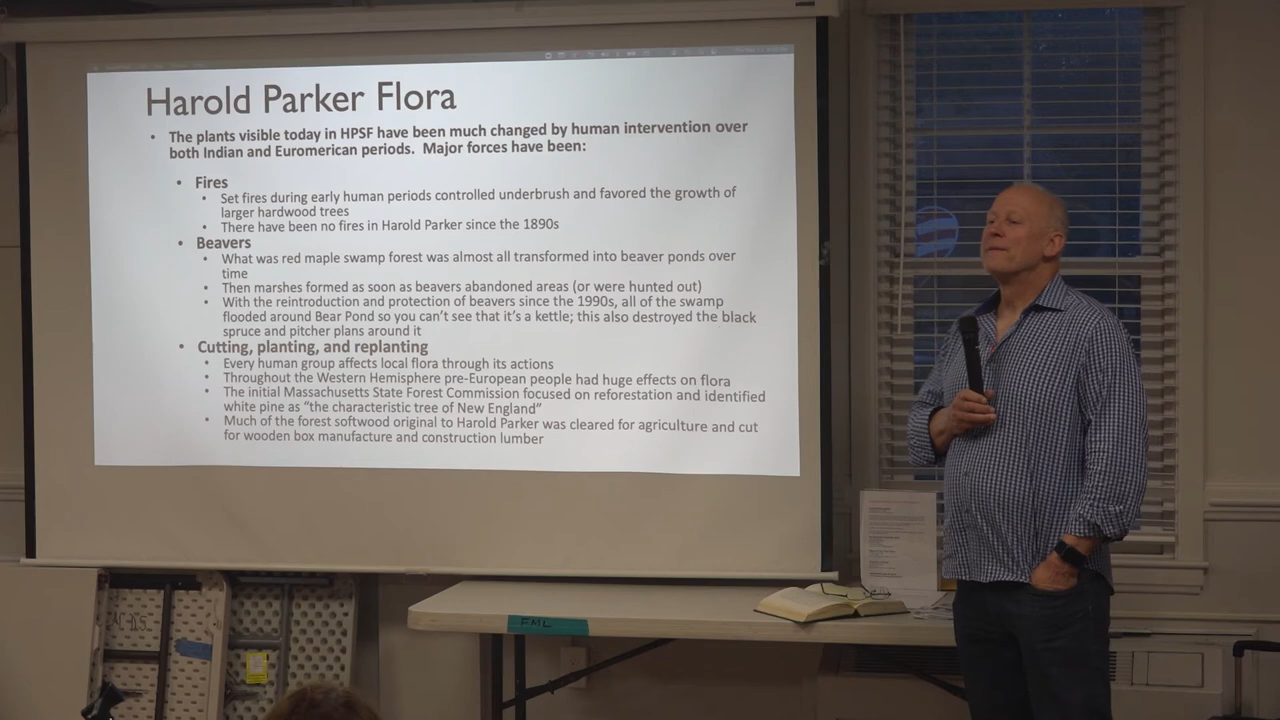 Harold Parker Flora
• The plants visible today in HPSF have been much changed by human intervention over
both Indian and Euromerican periods. Major forces have been:
• Fires
• Set fires during early human periods controlled underbrush and favored the growth of
larger hardwood trees
• There have been no fires in Harold Parker since the 1890s
• Beavers
• What was red maple swamp forest was almost all transformed into beaver ponds over
time
• Then marshes formed as soon as beavers abandoned areas (or were hunted out)
• With the reintroduction and protection of beavers since the 1990s, all of the swamp
flooded around Bear Pond so you can't see that it's a kettle; this also destroyed the black
spruce and pitcher plans around it
• Cutting, planting, and replanting
• Every human group affects local flora through its actions
• Throughout the Western Hemisphere pre-European people had huge effects on flora
• The initial Massachusetts State Forest Commission focused on reforestation and identified
white pine as "the characteristic tree of New England"
• Much of the forest softwood original to Harold Parker was cleared for agriculture and cut
for wooden box manufacture and construction lumber
FML